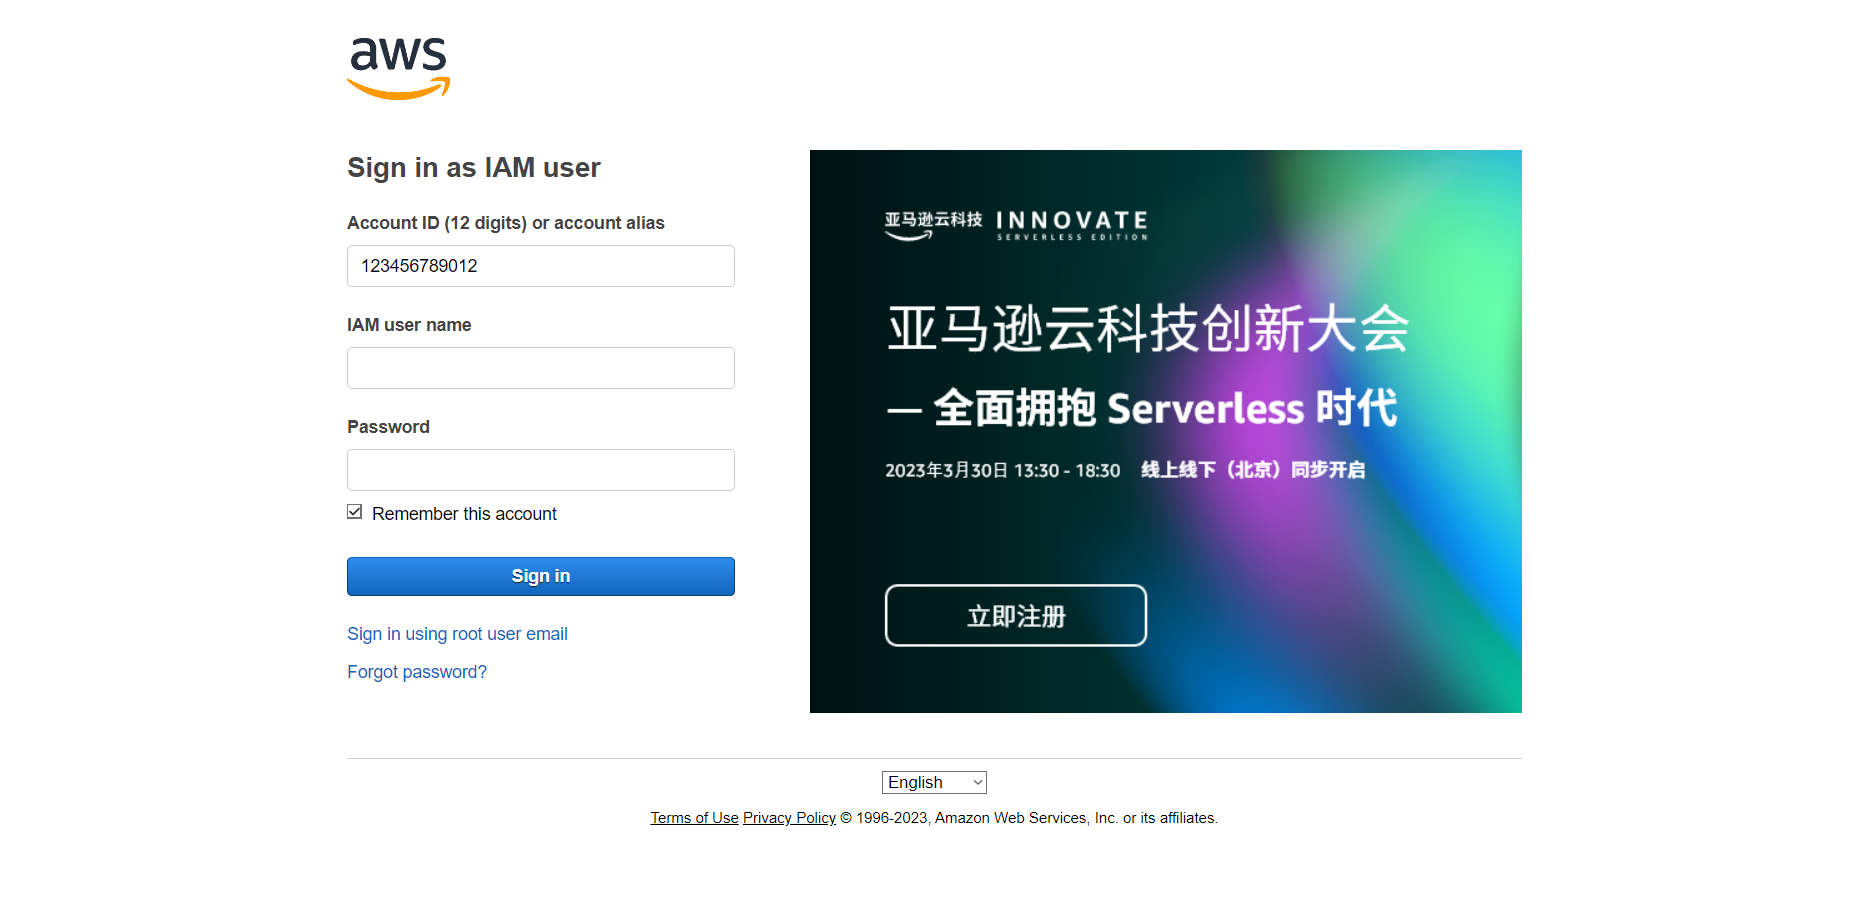 aws
Sign in as IAM user
Account ID (12 digits) or account alias
123456789012
IAM user name
Password
Remember this account
Sign in
Sign in using root user email
Forgot password?
亚马逊云科技 INNOVATE
SERVERLESS EDITION
亚马逊云科技创新大会
— 全面拥抱 Serverless 时代
2023年3月30日 13:30 - 18:30 线上线下（北京）同步开启
立即注册
English
Terms of Use Privacy Policy © 1996-2023, Amazon Web Services, Inc. or its affiliates.